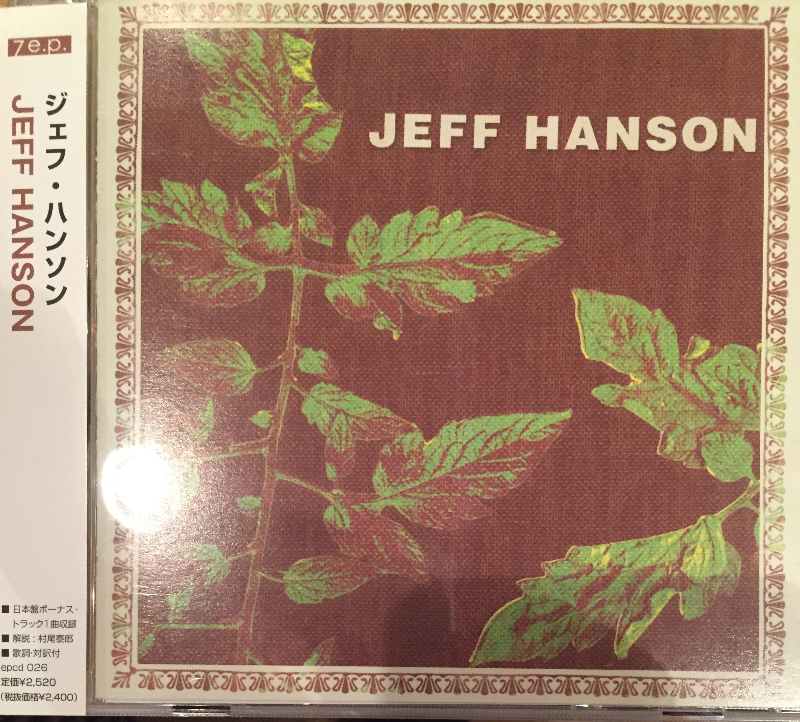 7e.p.
ジェフ・ハンソン
JEFF HANSON
■ 日本盤ボーナス・
トラック1曲収録
■ 解説：村尾泰郎
■ 歌詞・対訳付
epcd 026
定価¥2,520
(税抜価格¥2,400)
JEFF HANSON